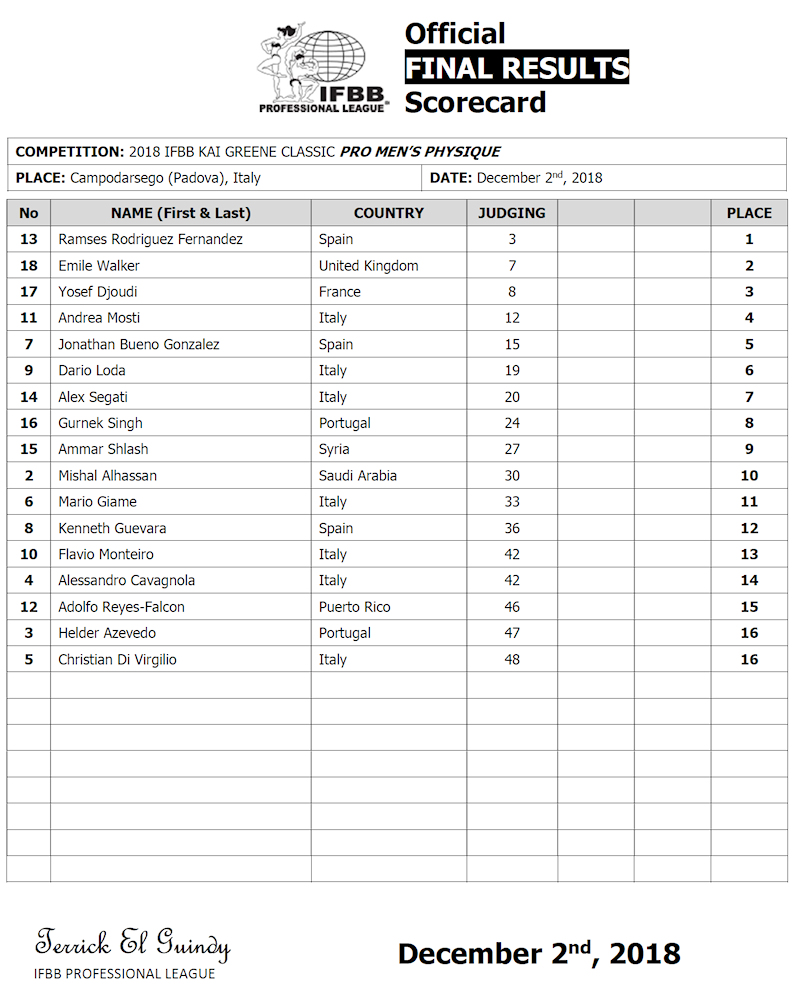 IFBB
PROFESSIONAL LEAGUE
Official
FINAL RESULTS
Scorecard
COMPETITION: 2018 IFBB KAI GREENE CLASSIC PRO MEN'S PHYSIQUE
PLACE: Campodarsego (Padova), Italy DATE: December 2nd, 2018
No NAME (First & Last) COUNTRY JUDGING PLACE
13 Ramses Rodriguez Fernandez Spain 3 1
18 Emile Walker United Kingdom 7 2
17 Yosef Djoudi France 8 3
11 Andrea Mosti Italy 12 4
7 Jonathan Bueno Gonzalez Spain 15 5
9 Dario Loda Italy 19 6
14 Alex Segati Italy 20 7
16 Gurnek Singh Portugal 24 8
15 Ammar Shlash Syria 27 9
2 Mishal Alhassan Saudi Arabia 30 10
6 Mario Giame Italy 33 11
8 Kenneth Guevara Spain 36 12
10 Flavio Monteiro Italy 42 13
4 Alessandro Cavagnola Italy 42 14
12 Adolfo Reyes-Falcon Puerto Rico 46 15
3 Helder Azevedo Portugal 47 16
5 Christian Di Virgilio Italy 48 16
Terrick El Guindy
IFBB PROFESSIONAL LEAGUE
December 2nd, 2018